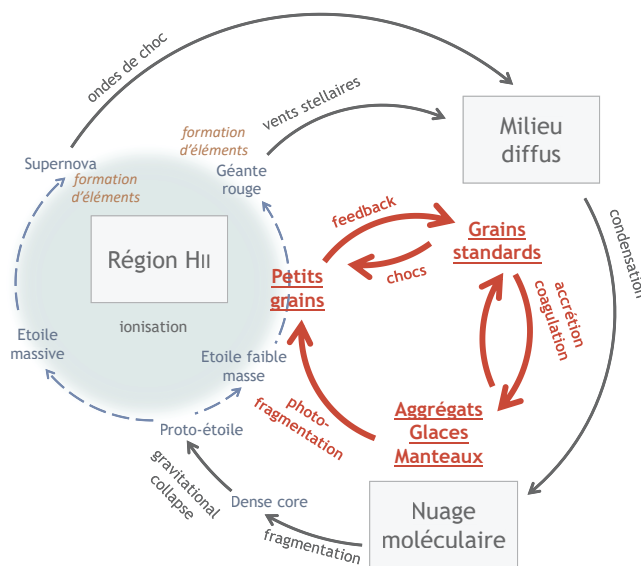 ondes de choc
vents stellaires
formation
d'éléments
Supernova
formation
d'éléments
Géante
rouge
Milieu
diffus
feedback
Grains
standards
chocs
condensation
Région HII
Petits
grains
ionisation
accrétion
coagulation
Etoile
massive
Etoile faible
masse
photo-
fragmentation
Aggrégats
Glaces
Manteaux
Proto-étoile
gravitational
collapse
Dense core
fragmentation
Nuage
moléculaire